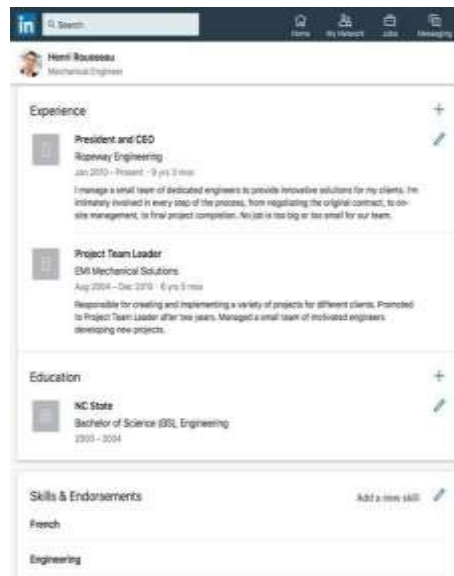 in
Search
Home My Network Jobs Messaging
Henri Rousseau
Mechanical Engineer
Experience
President and CEO
Ropeway Engineering
Jan 2010 – Present · 9 yrs 3 mos
I manage a small team of dedicated engineers to provide innovative solutions for my clients. I'm
intimately involved in every step of the process, from negotiating the original contract, to on-
site management, to final project completion. No job is too big or too small for our team.
Project Team Leader
EMI Mechanical Solutions
Aug 2004 – Dec 2010 · 6 yrs 5 mos
Responsible for creating and implementing a variety of projects for different clients. Promoted
to Project Team Leader after two years. Managed a small team of motivated engineers
developing new projects.
Education
NC State
Bachelor of Science (BS), Engineering
2000 – 2004
Skills & Endorsements
Add a new skill
French
Engineering